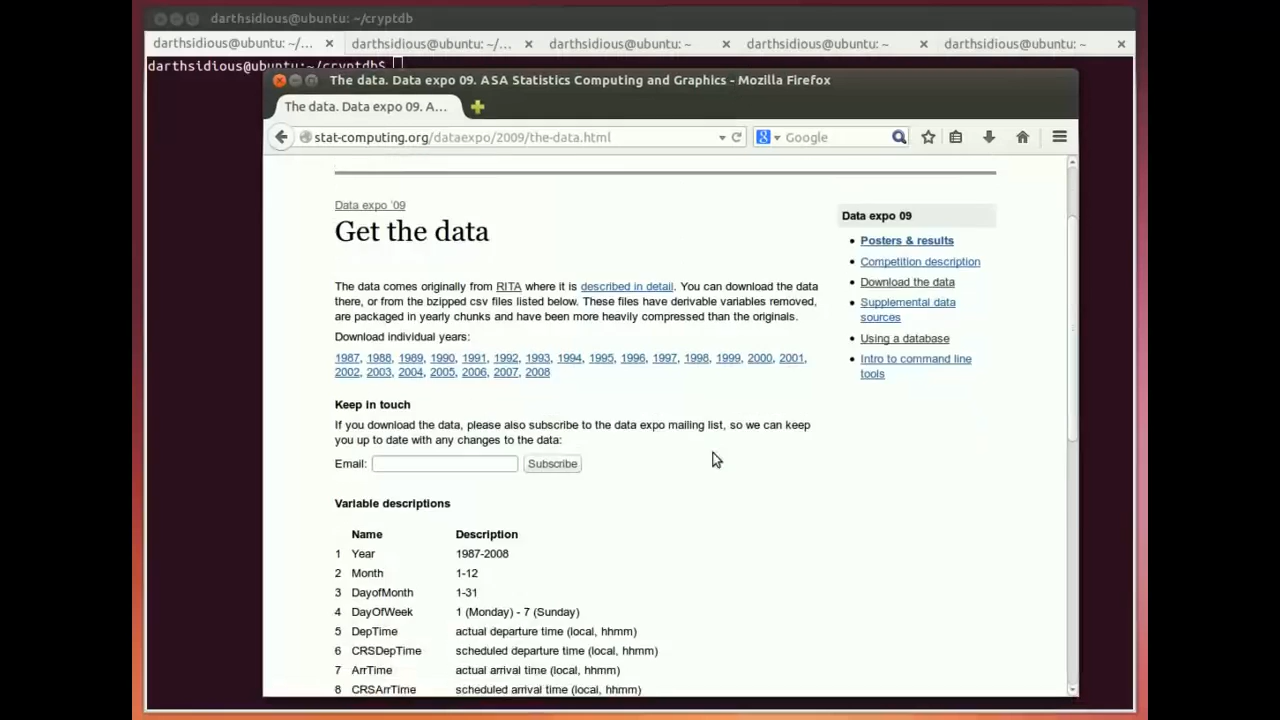 darthsidious@ubuntu: ~/cryptdb
darthsidious@ubuntu: ~/... × darthsidious@ubuntu: ~/... × darthsidious@ubuntu: ~ × darthsidious@ubuntu: ~ × darthsidious@ubuntu: ~ ×
darthsidious@ubuntu:~/cryptdb$
The data. Data expo 09. ASA Statistics Computing and Graphics - Mozilla Firefox
The data. Data expo 09. A...
stat-computing.org/dataexpo/2009/the-data.html
Google
Data expo '09
Get the data
The data comes originally from RITA where it is described in detail. You can download the data
there, or from the bzipped csv files listed below. These files have derivable variables removed,
are packaged in yearly chunks and have been more heavily compressed than the originals.
Download individual years:
1987, 1988, 1989, 1990, 1991, 1992, 1993, 1994, 1995, 1996, 1997, 1998, 1999, 2000, 2001,
2002, 2003, 2004, 2005, 2006, 2007, 2008
Keep in touch
If you download the data, please also subscribe to the data expo mailing list, so we can keep
you up to date with any changes to the data:
Email: Subscribe
Variable descriptions
Name Description
1 Year 1987-2008
2 Month 1-12
3 DayofMonth 1-31
4 DayOfWeek 1 (Monday) - 7 (Sunday)
5 DepTime actual departure time (local, hhmm)
6 CRSDepTime scheduled departure time (local, hhmm)
7 ArrTime actual arrival time (local, hhmm)
8 CRSArrTime scheduled arrival time (local, hhmm)
Data expo 09
Posters & results
Competition description
Download the data
Supplemental data
sources
Using a database
Intro to command line
tools